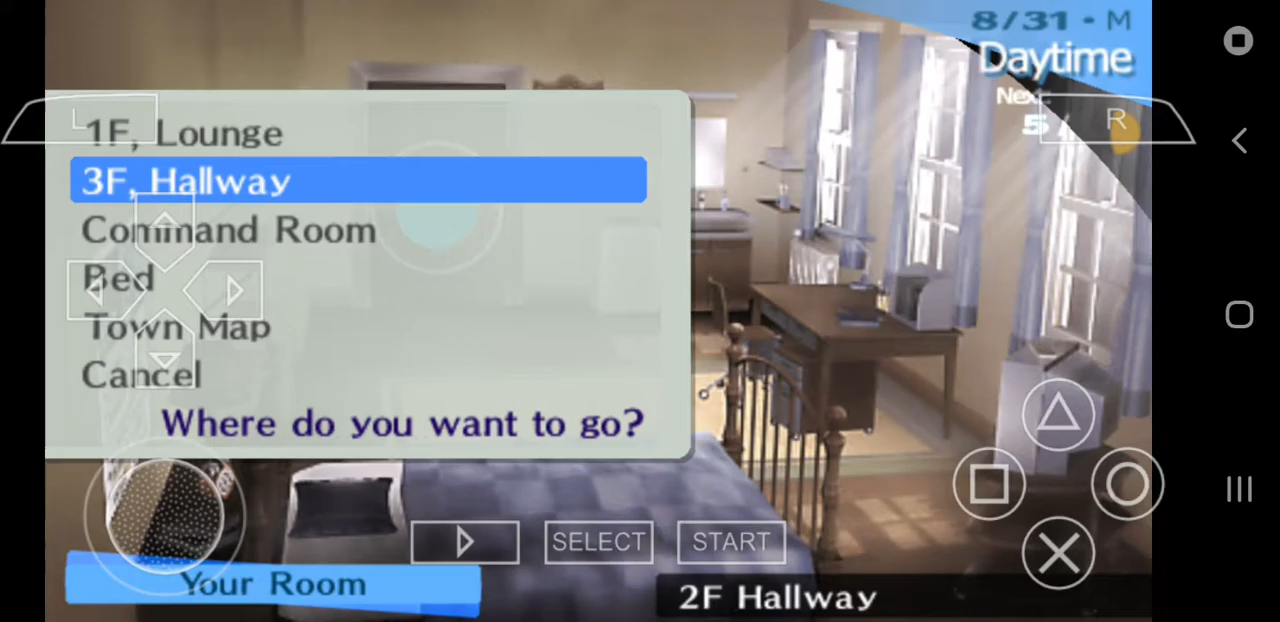 8/31 • M
Daytime
Next:
5/
L
R
1F, Lounge
3F, Hallway
Command Room
Bed
Town Map
Cancel
Where do you want to go?
SELECT
START
Your Room
2F Hallway